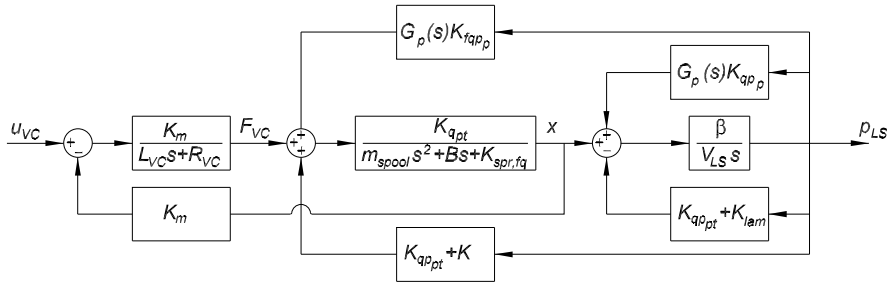 G_p(s)K_fqp_p
G_p(s)K_qp_p
u_VC
+
-
K_m
L_VC s+R_VC
F_VC
+
+
+
K_qpt
m_spool s²+Bs+K_spr,fq
x
+
+
-
β
V_LS s
p_LS
K_m
K_qp_pt+K_lam
K_qp_pt+K